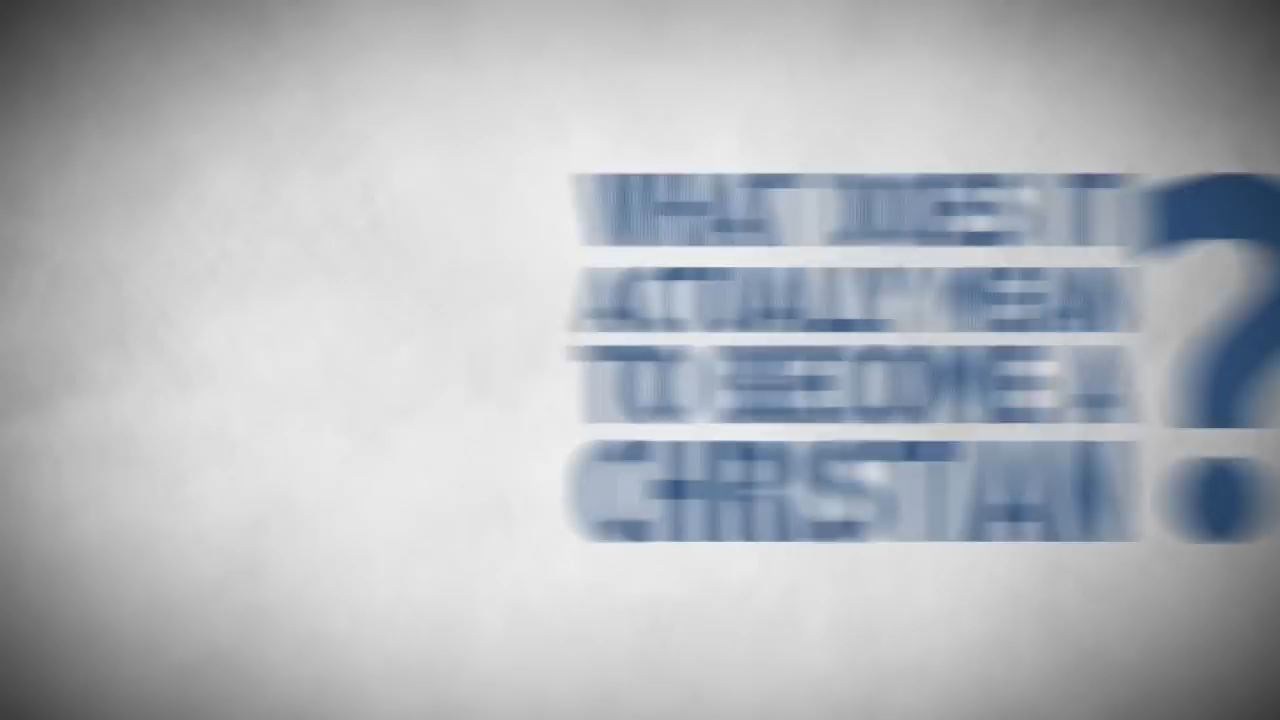 WHAT DOES IT
ACTUALLY MEAN
TO BECOME A
CHRISTIAN?